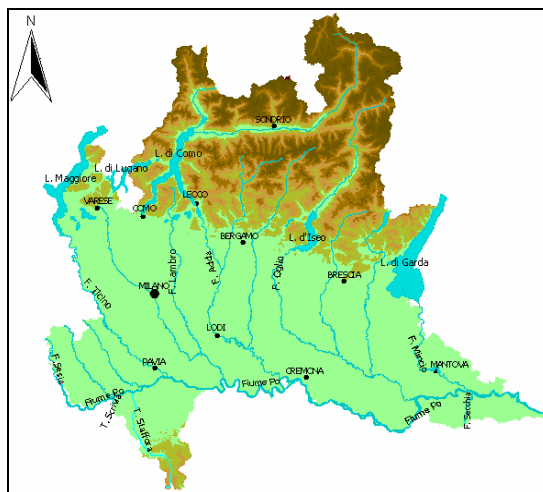 N
SONDRIO
L. di Como
L. di Lugano
L. Maggiore
LECCO
VARESE
COMO
BERGAMO
L. d'Iseo
L. di Garda
F. Lambro
F. Adda
F. Oglio
BRESCIA
F. Ticino
MILANO
LODI
F. Mincio
PAVIA
CREMONA
MANTOVA
F. Sesia
Fiume Po
Fiume Po
Fiume Po
T. Scrivia
T. Staffora
F. Secchia